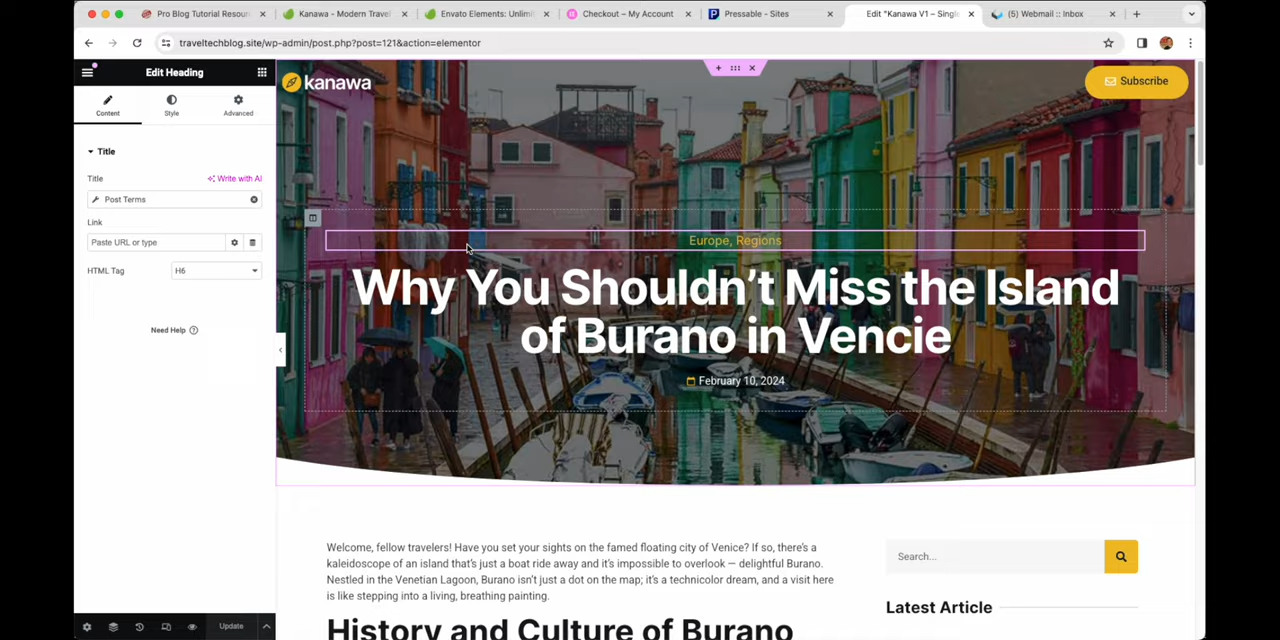 Pro Blog Tutorial Resour
Kanawa - Modern Travel
Envato Elements: Unlimi
Checkout – My Account
Pressable - Sites
Edit "Kanawa V1 – Single
(5) Webmail :: Inbox
traveltechblog.site/wp-admin/post.php?post=121&action=elementor
Edit Heading
Content
Style
Advanced
Title
Title
Write with AI
Post Terms
Link
Paste URL or type
HTML Tag
H6
Need Help
Update
kanawa
Subscribe
Europe, Regions
Why You Shouldn't Miss the Island
of Burano in Vencie
February 10, 2024
Welcome, fellow travelers! Have you set your sights on the famed floating city of Venice? If so, there's a
kaleidoscope of an island that's just a boat ride away and it's impossible to overlook — delightful Burano.
Nestled in the Venetian Lagoon, Burano isn't just a dot on the map; it's a technicolor dream, and a visit here
is like stepping into a living, breathing painting.
History and Culture of Burano
Search...
Latest Article